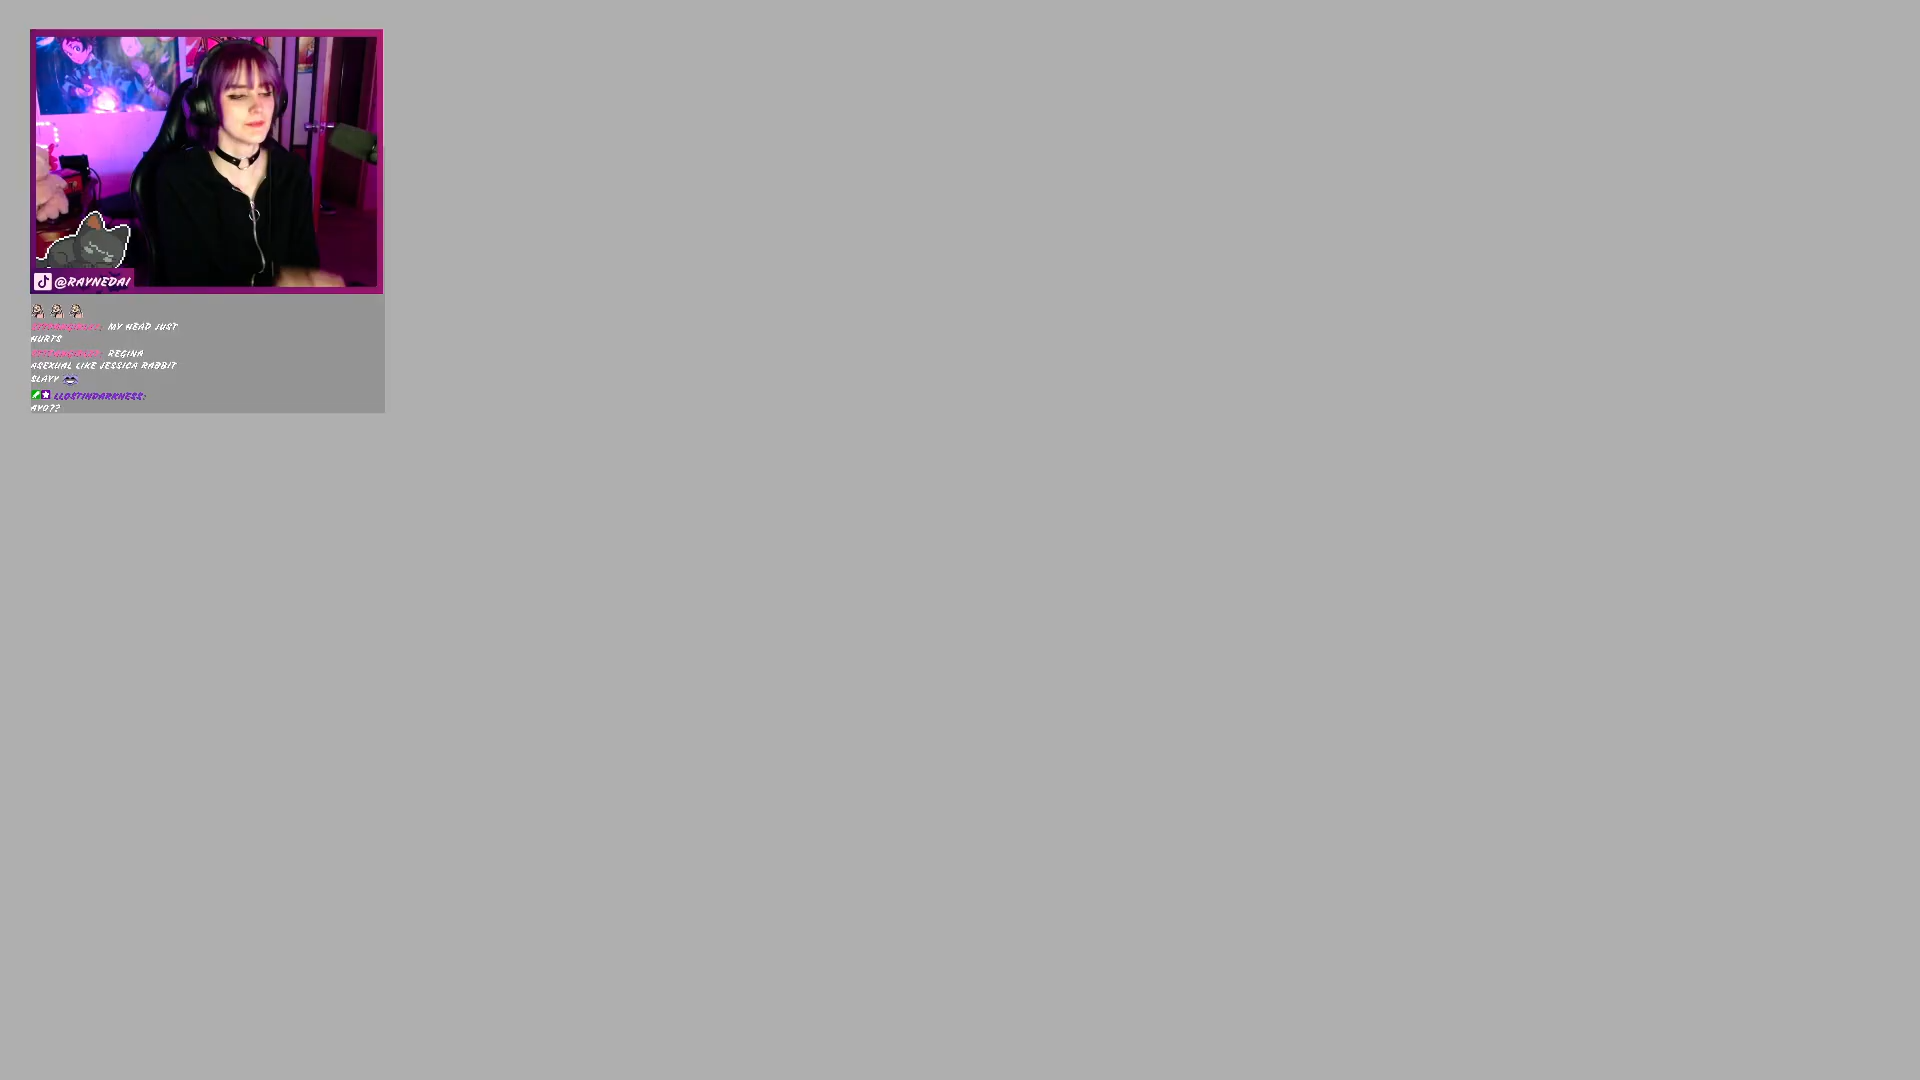 @RAYNEDAI
MY HEAD JUST
HURTS
REGINA
ASEXUAL LIKE JESSICA RABBIT
SLAYY
LLOSTINDARKNESS:
AYO??